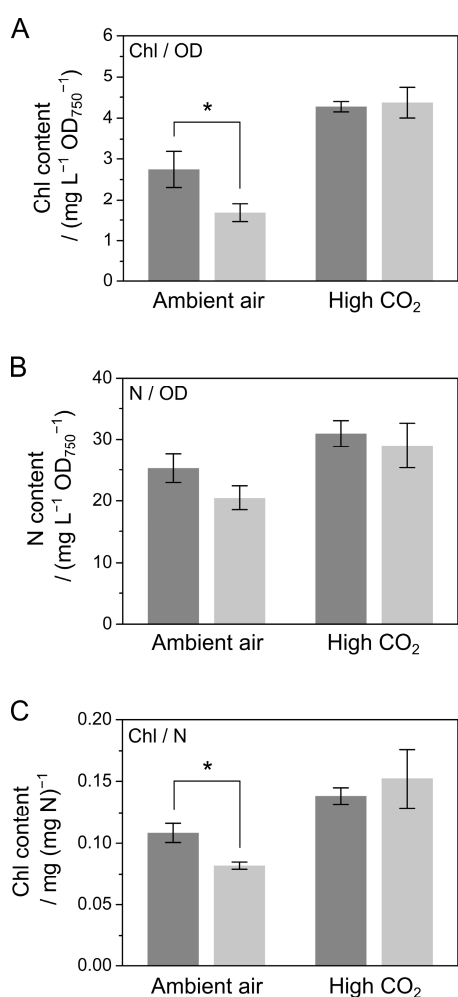 A
Chl / OD
Chl content
/ (mg L⁻¹ OD₇₅₀⁻¹)
6
5
4
3
2
1
0
*
Ambient air
High CO₂
B
N / OD
N content
/ (mg L⁻¹ OD₇₅₀⁻¹)
40
30
20
10
0
Ambient air
High CO₂
C
Chl / N
Chl content
/ mg (mg N)⁻¹
0.20
0.15
0.10
0.05
0.00
*
Ambient air
High CO₂